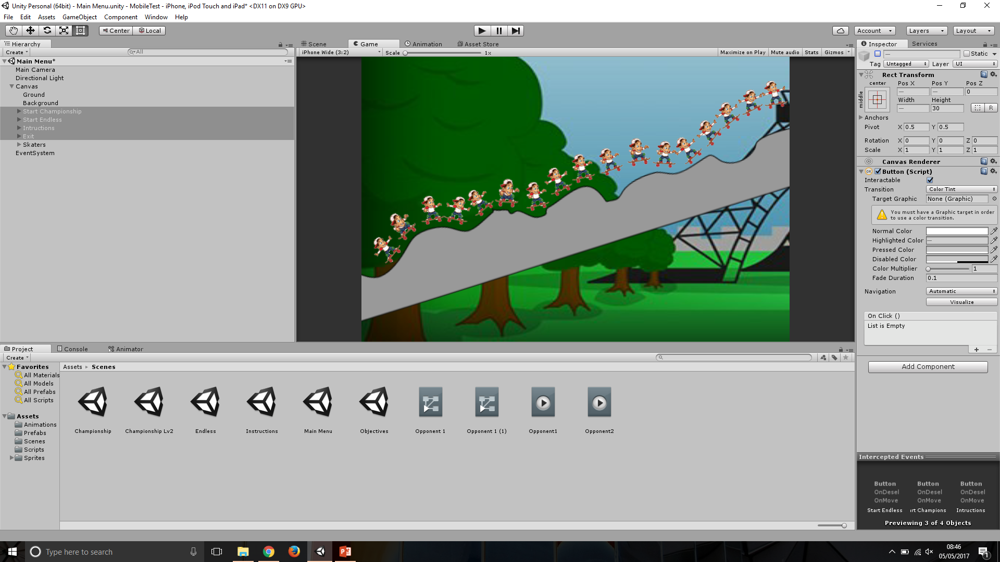 Unity Personal (64bit) - Main Menu.unity - MobileTest - iPhone, iPod Touch and iPad* <DX11 on DX9 GPU>
File Edit Assets GameObject Component Window Help
Center Local Account Layers Layout
Hierarchy
Create All
Main Menu*
Main Camera
Directional Light
Canvas
Ground
Background
Start Championship
Start Endless
Intructions
Exit
Skaters
EventSystem
Scene Game Animation Asset Store
iPhone Wide (3:2) Scale 1x Maximize on Play Mute audio Stats Gizmos
Inspector Services
— Static
Tag Untagged Layer UI
Rect Transform
center Pos X Pos Y Pos Z
middle — — 0
Width Height
— 30 R
Anchors
Pivot X 0.5 Y 0.5
Rotation X 0 Y 0 Z 0
Scale X 1 Y 1 Z 1
Canvas Renderer
OK Button (Script)
Interactable
Transition Color Tint
Target Graphic None (Graphic)
You must have a Graphic target in order
to use a color transition.
Normal Color
Highlighted Color —
Pressed Color
Disabled Color
Color Multiplier 1
Fade Duration 0.1
Navigation Automatic
Visualize
On Click ()
List is Empty
+ −
Add Component
Intercepted Events
Button Button Button
OnDesel OnDesel OnDesel
OnMove OnMove OnMove
Start Endless rt Champions Intructions
Previewing 3 of 4 Objects
Project Console Animator
Create
Favorites
All Materials
All Models
All Prefabs
All Scripts
Assets
Animations
Prefabs
Scenes
Scripts
Sprites
Assets Scenes
Championship Championship Lv2 Endless Instructions Main Menu Objectives Opponent 1 Opponent 1 (1) Opponent1 Opponent2
Type here to search
08:46
05/05/2017
1